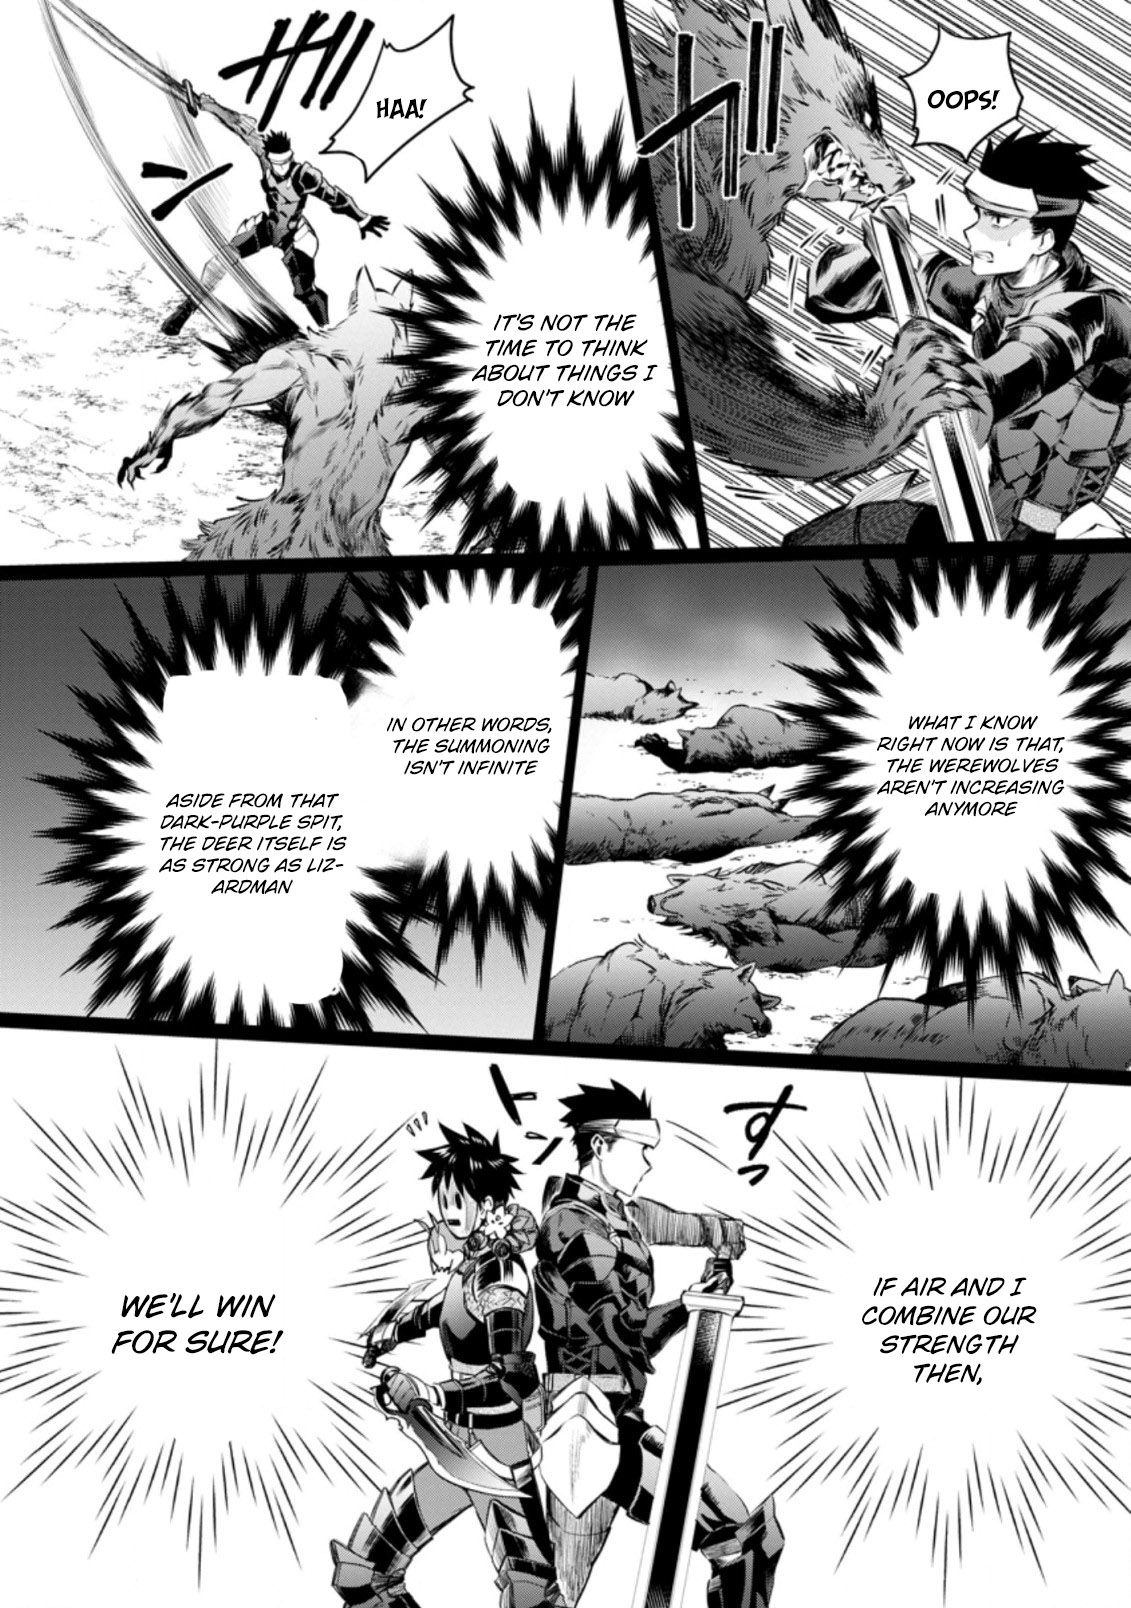 OOPS!
HAA!
IT'S NOT THE
TIME TO THINK
ABOUT THINGS I
DON'T KNOW
WHAT I KNOW
RIGHT NOW IS THAT,
THE WEREWOLVES
AREN'T INCREASING
ANYMORE
IN OTHER WORDS,
THE SUMMONING
ISN'T INFINITE
ASIDE FROM THAT
DARK-PURPLE SPIT,
THE DEER ITSELF IS
AS STRONG AS LIZ-
ARDMAN
すっ
IF AIR AND I
COMBINE OUR
STRENGTH
THEN,
WE'LL WIN
FOR SURE!